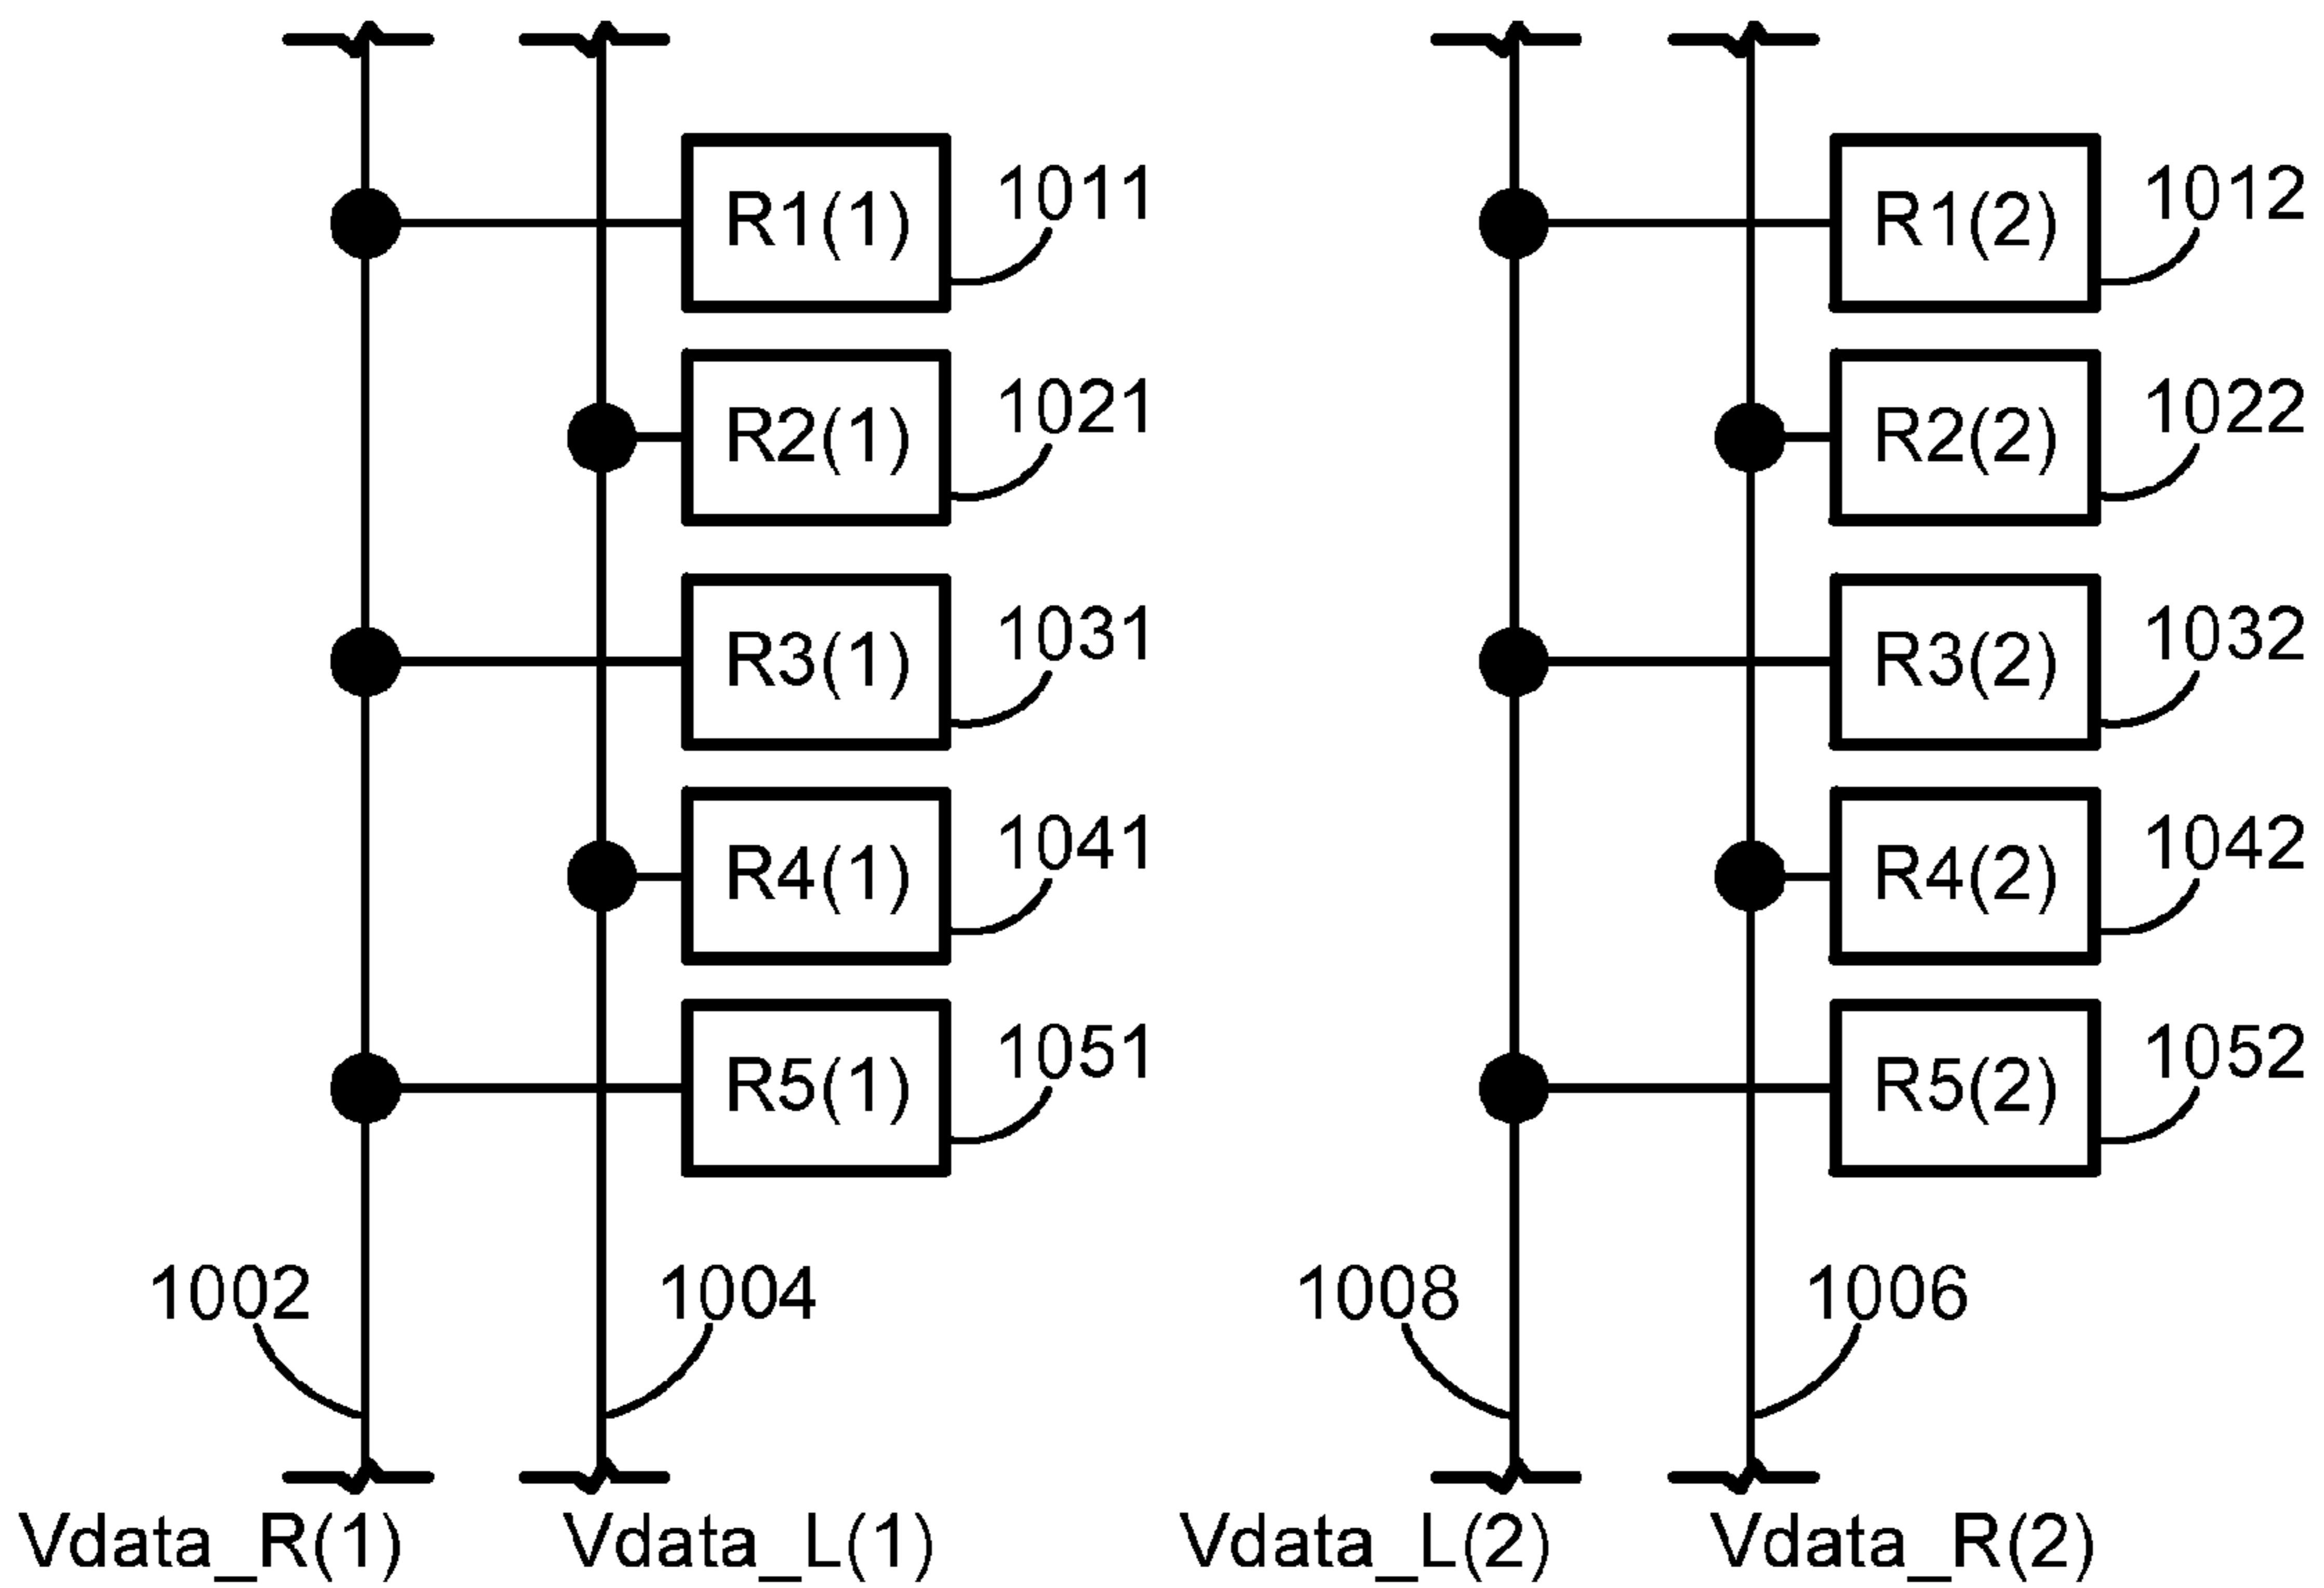 1011
1012
R1(1)
R1(2)
1021
1022
R2(1)
R2(2)
1031
1032
R3(1)
R3(2)
1041
1042
R4(1)
R4(2)
1051
1052
R5(1)
R5(2)
1002
1004
1008
1006
Vdata_R(1)
Vdata_L(1)
Vdata_L(2)
Vdata_R(2)